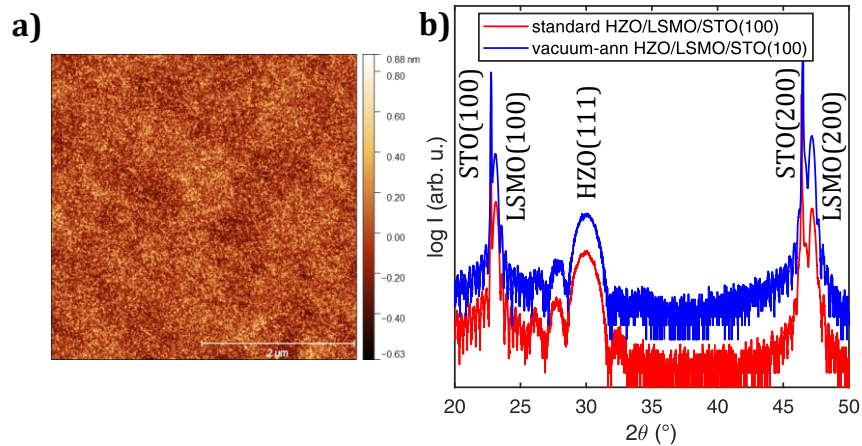 a)
0.88 nm
0.60
0.40
0.20
0.00
−0.20
−0.40
−0.63
2 µm
b)
standard HZO/LSMO/STO(100)
vacuum-ann HZO/LSMO/STO(100)
STO(100)
LSMO(100)
HZO(111)
STO(200)
LSMO(200)
log I (arb. u.)
20 25 30 35 40 45 50
2θ (°)